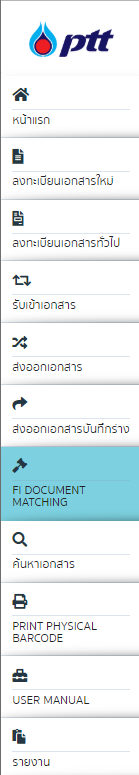 ptt
หน้าแรก
ลงทะเบียนเอกสารใหม่
ลงทะเบียนเอกสารทั่วไป
รับเข้าเอกสาร
ส่งออกเอกสาร
ส่งออกเอกสารบันทึกร่าง
FI DOCUMENT
MATCHING
ค้นหาเอกสาร
PRINT PHYSICAL
BARCODE
USER MANUAL
รายงาน